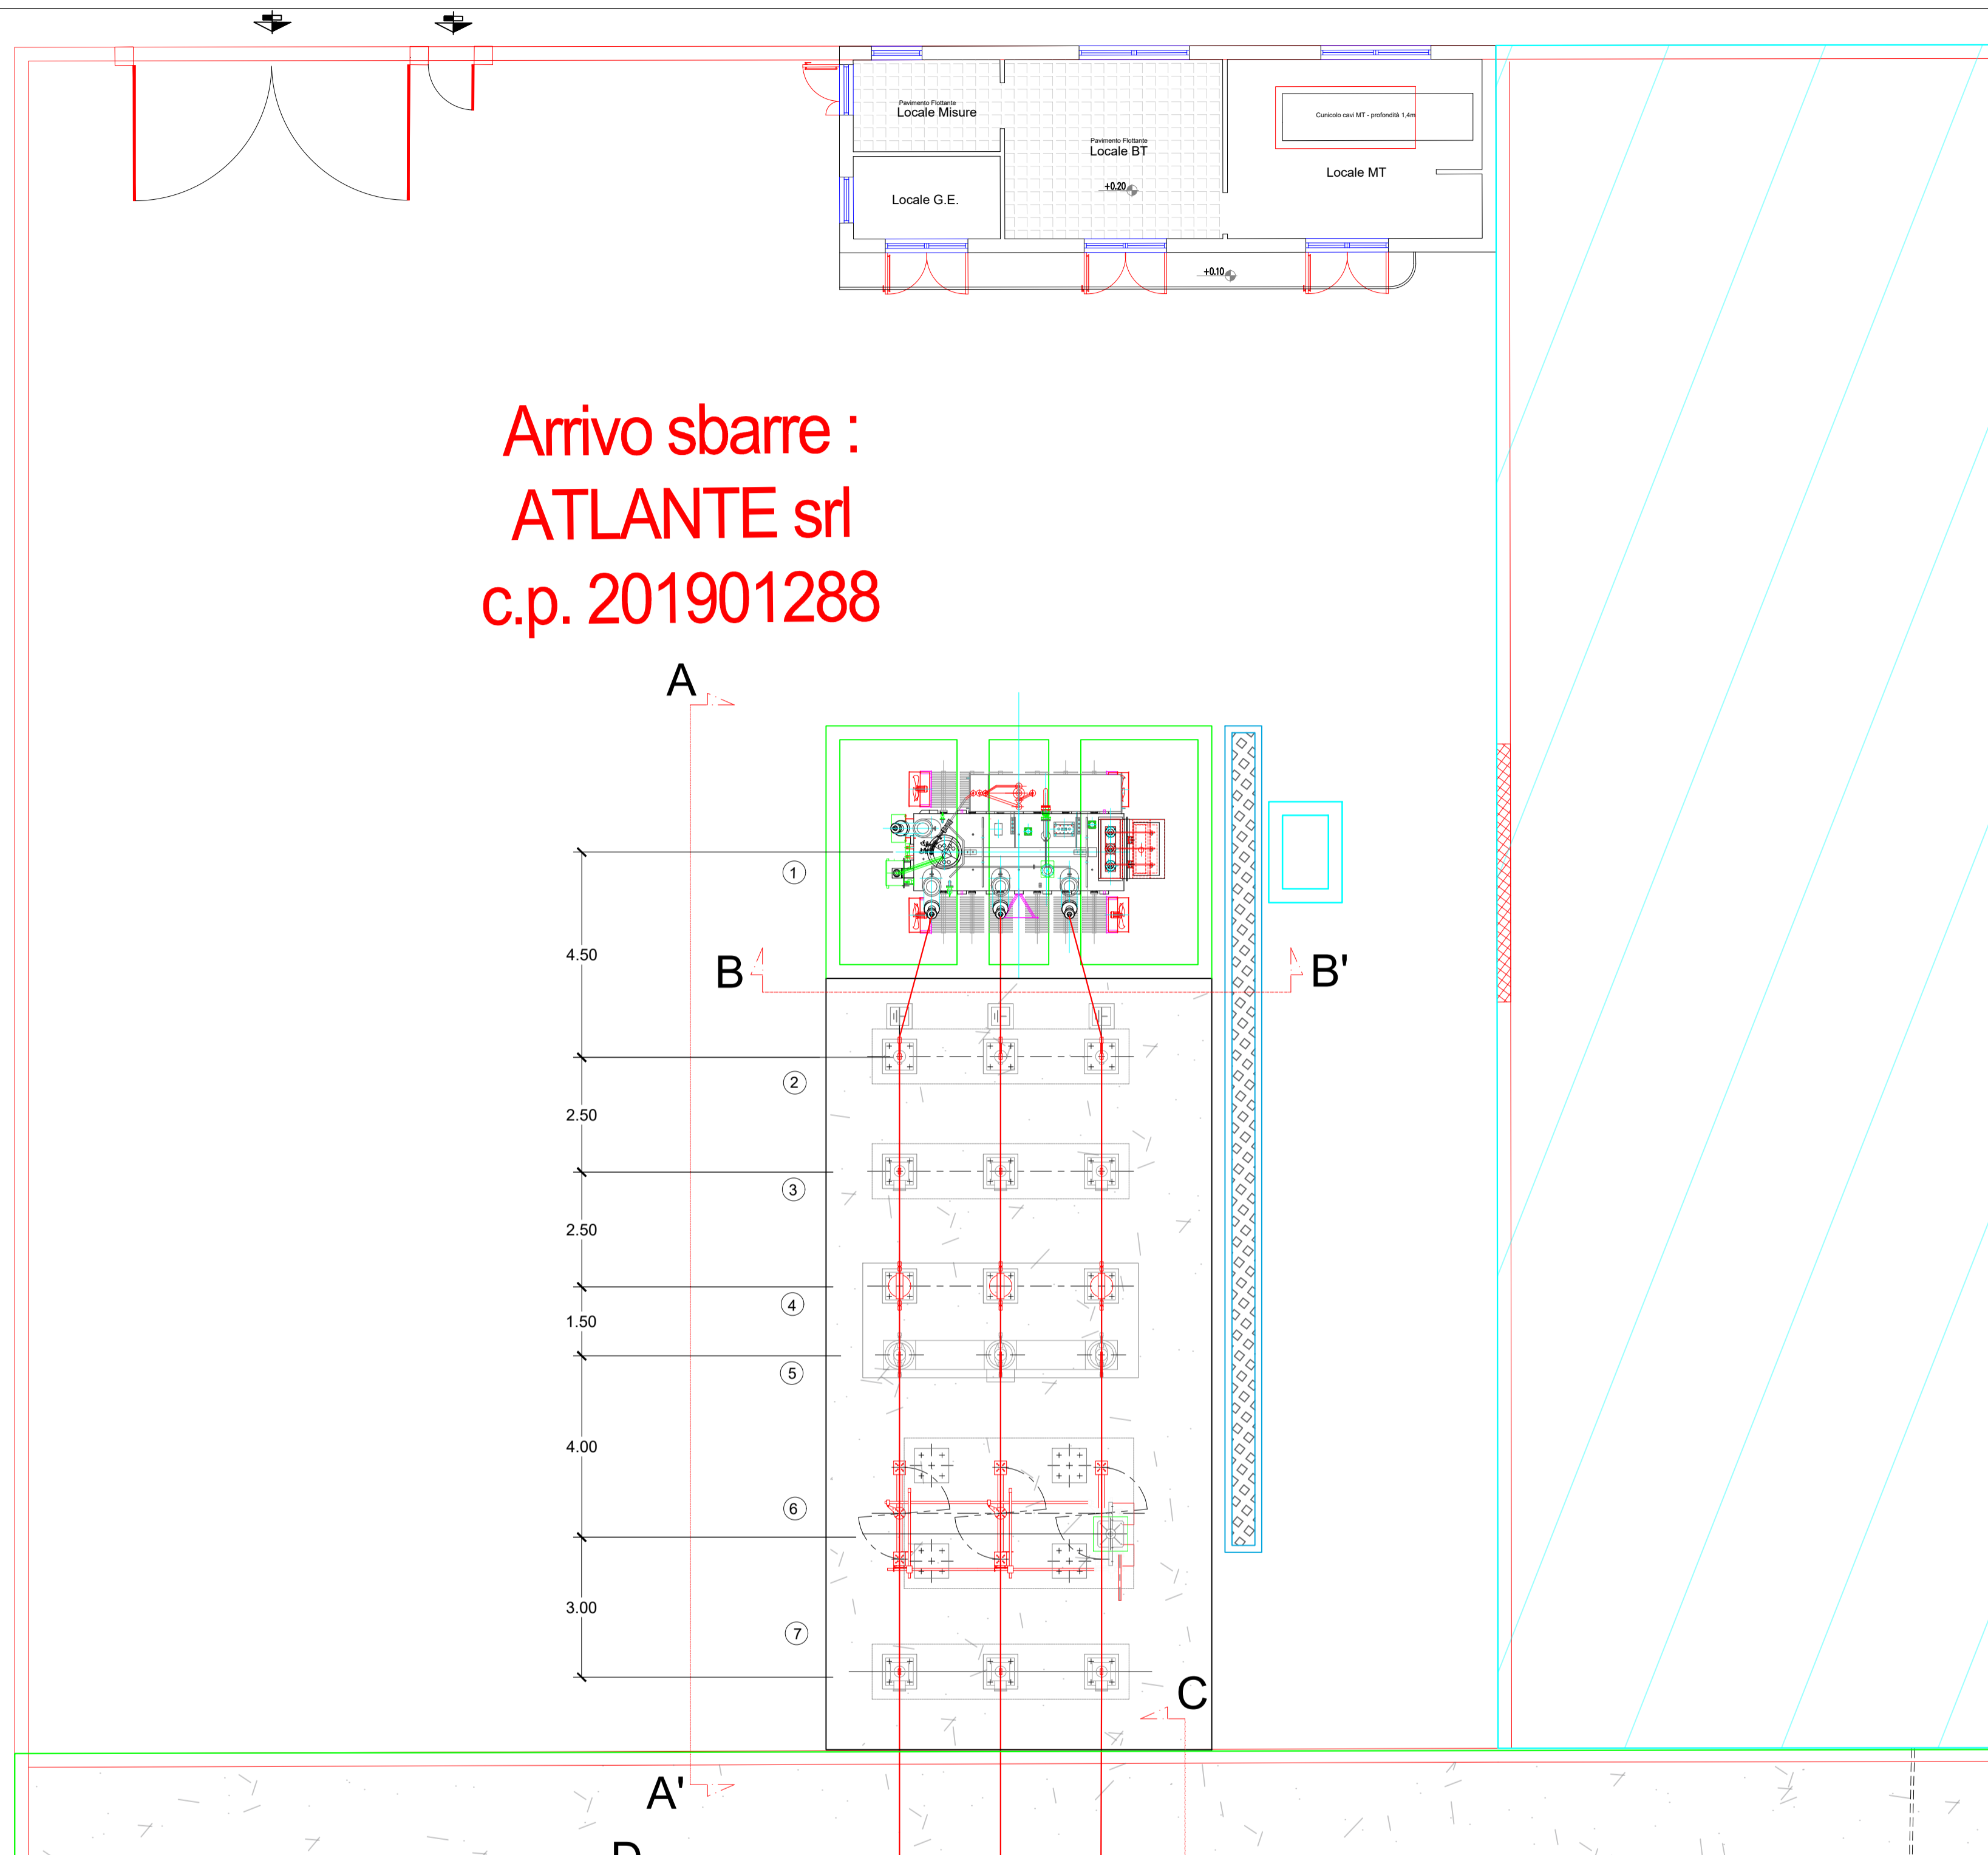 Pavimento Flottante
Locale Misure
Pavimento Flottante
Locale BT
Cunicolo cavi MT - profondità 1,4m
Locale MT
+0.20
Locale G.E.
+0.10
Arrivo sbarre :
ATLANTE srl
c.p. 201901288
A
1
4.50
B
B'
2
2.50
3
2.50
4
1.50
5
4.00
6
3.00
7
C
A'
D